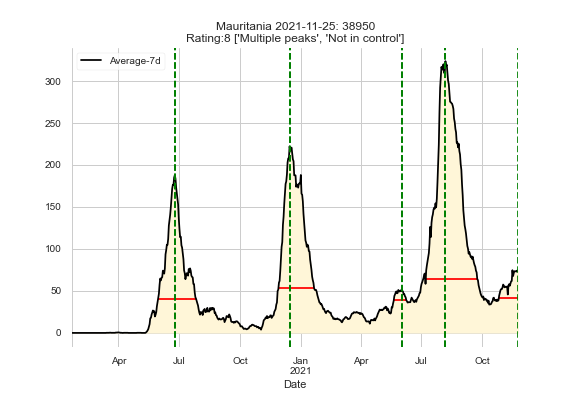 Mauritania 2021-11-25: 38950
Rating:8 ['Multiple peaks', 'Not in control']
Average-7d
300
250
200
150
100
50
0
Apr
Jul
Oct
Jan
2021
Apr
Jul
Oct
Date